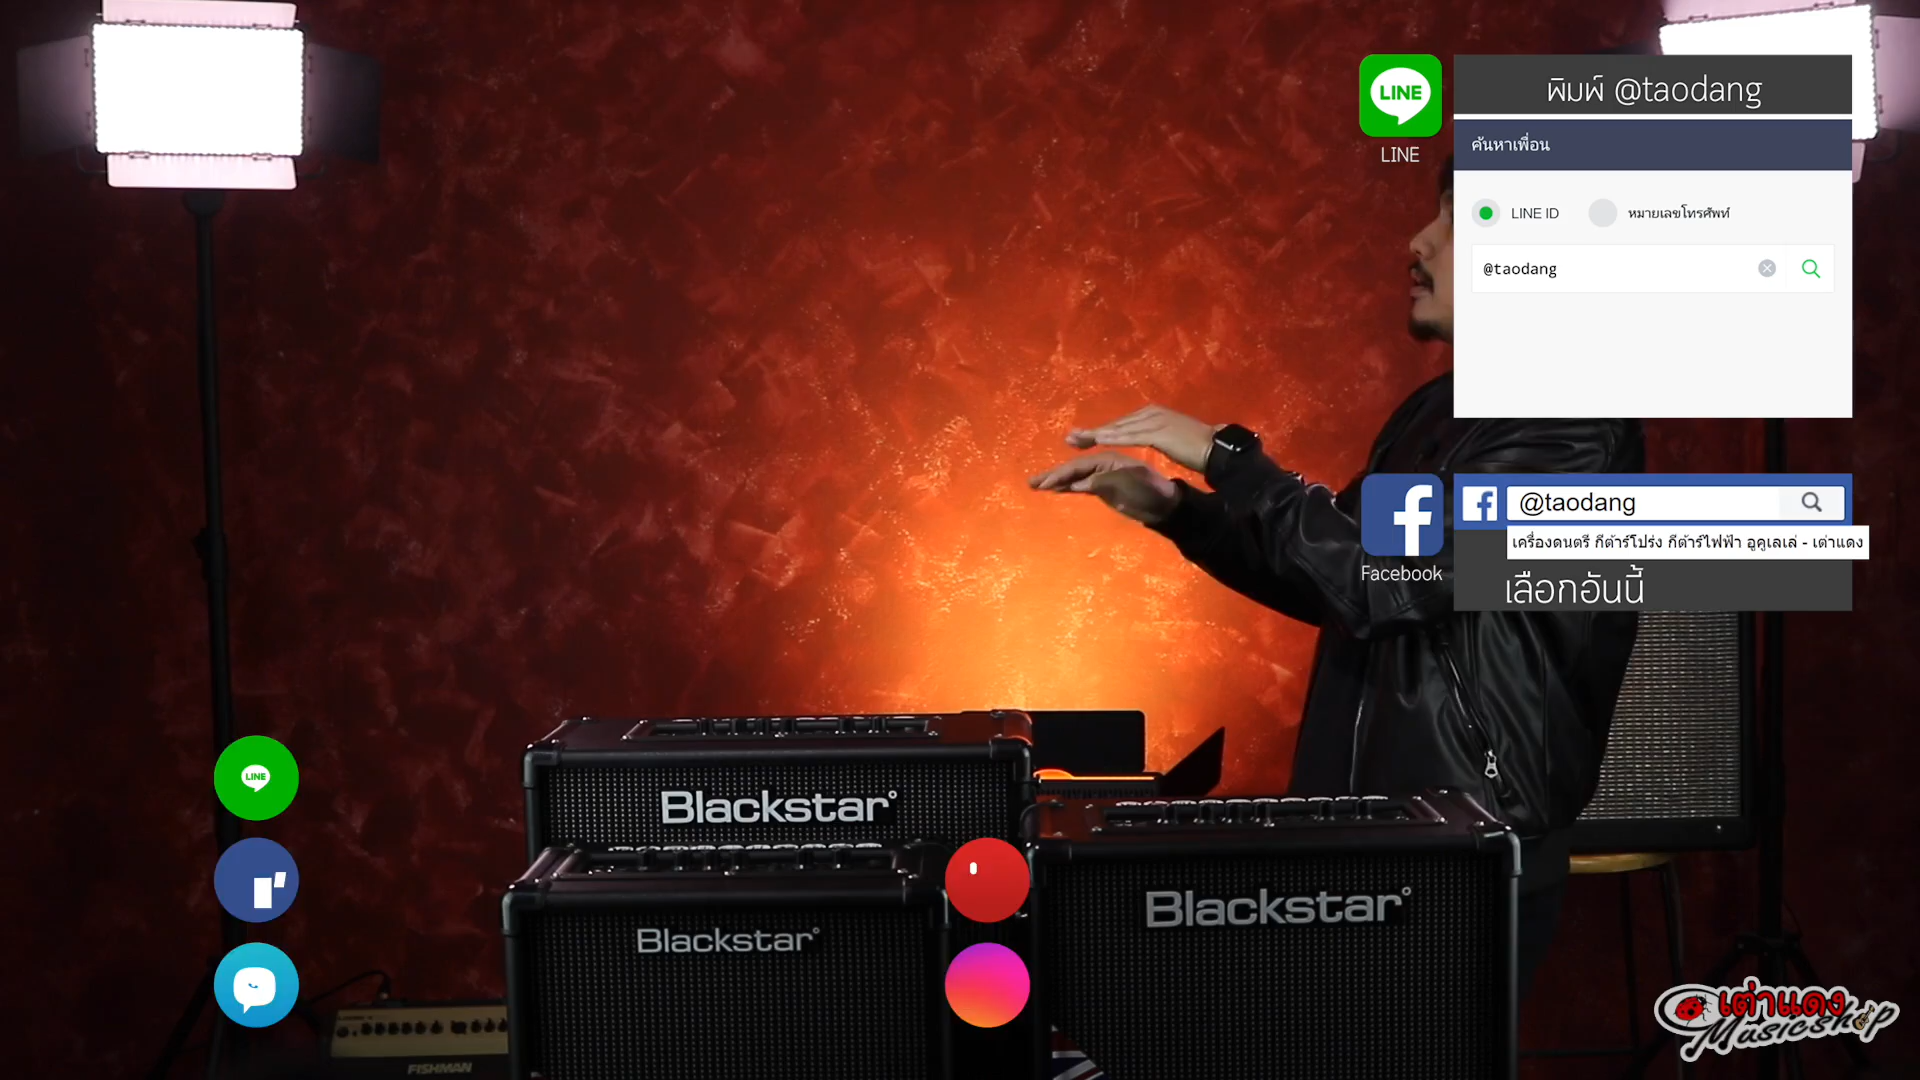 LINE
LINE
พิมพ์ @taodang
ค้นหาเพื่อน
LINE ID
หมายเลขโทรศัพท์
@taodang
Facebook
@taodang
เครื่องดนตรี กีต้าร์โปร่ง กีต้าร์ไฟฟ้า อูคูเลเล่ - เต่าแดง
เลือกอันนี้
LINE
Blackstar
Blackstar
Blackstar
FISHMAN
เต่าแดง
Musicshop